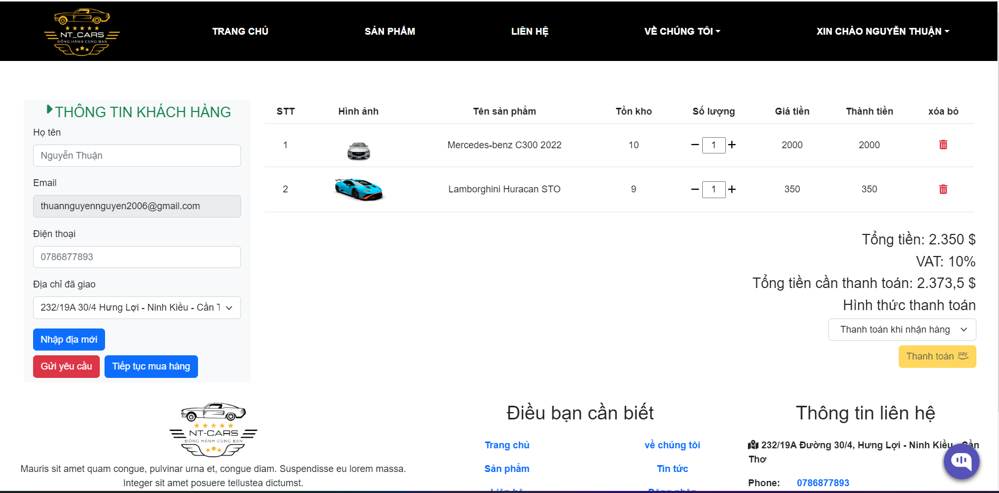 NT_CARS
ĐỒNG HÀNH CÙNG BẠN
TRANG CHỦ
SẢN PHẨM
LIÊN HỆ
VỀ CHÚNG TÔI
XIN CHÀO NGUYỄN THUẬN
THÔNG TIN KHÁCH HÀNG
Họ tên
Nguyễn Thuận
Email
thuannguyennguyen2006@gmail.com
Điện thoại
0786877893
Địa chỉ đã giao
232/19A 30/4 Hưng Lợi - Ninh Kiều - Cần T
Nhập địa mới
Gửi yêu cầu
Tiếp tục mua hàng
STT Hình ảnh Tên sản phẩm Tồn kho Số lượng Giá tiền Thành tiền xóa bỏ
1 Mercedes-benz C300 2022 10 1 2000 2000
2 Lamborghini Huracan STO 9 1 350 350
Tổng tiền: 2.350 $
VAT: 10%
Tổng tiền cần thanh toán: 2.373,5 $
Hình thức thanh toán
Thanh toán khi nhận hàng
Thanh toán pay
NT-CARS
ĐỒNG HÀNH CÙNG BẠN
Mauris sit amet quam congue, pulvinar urna et, congue diam. Suspendisse eu lorem massa.
Integer sit amet posuere tellustea dictumst.
Điều bạn cần biết
Trang chủ
về chúng tôi
Sản phẩm
Tin tức
Liên hệ
Đăng nhập
Thông tin liên hệ
232/19A Đường 30/4, Hưng Lợi - Ninh Kiều - Cần
Thơ
Phone: 0786877893